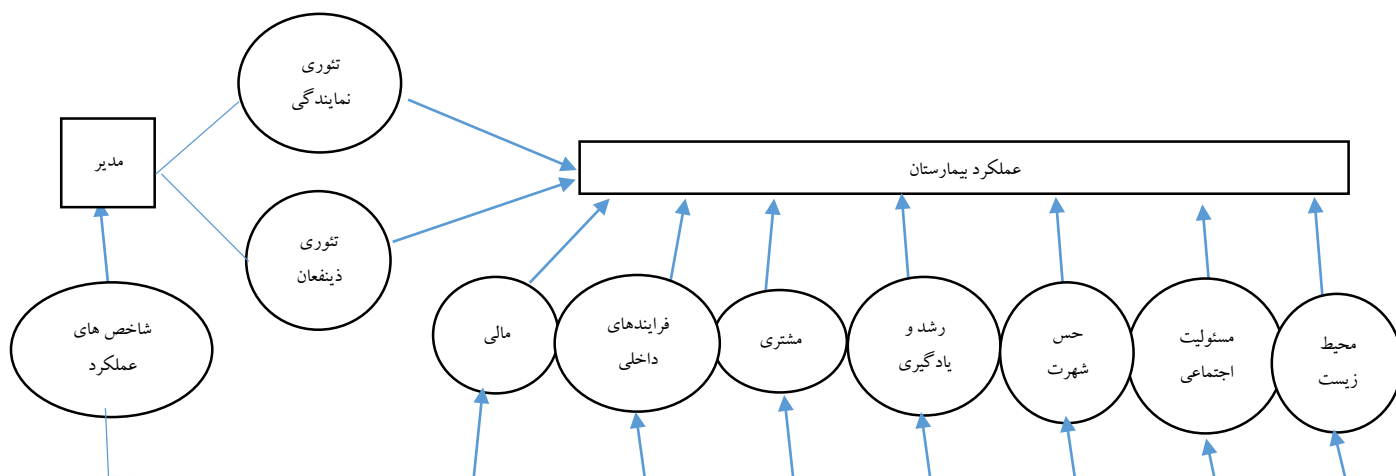 تئوری
نمایندگی
مدیر
عملکرد بیمارستان
تئوری
ذینفعان
محیط
زیست
مسئولیت
اجتماعی
حس
شهرت
رشد و
یادگیری
مشتری
فرایندهای
داخلی
مالی
شاخص های
عملکرد